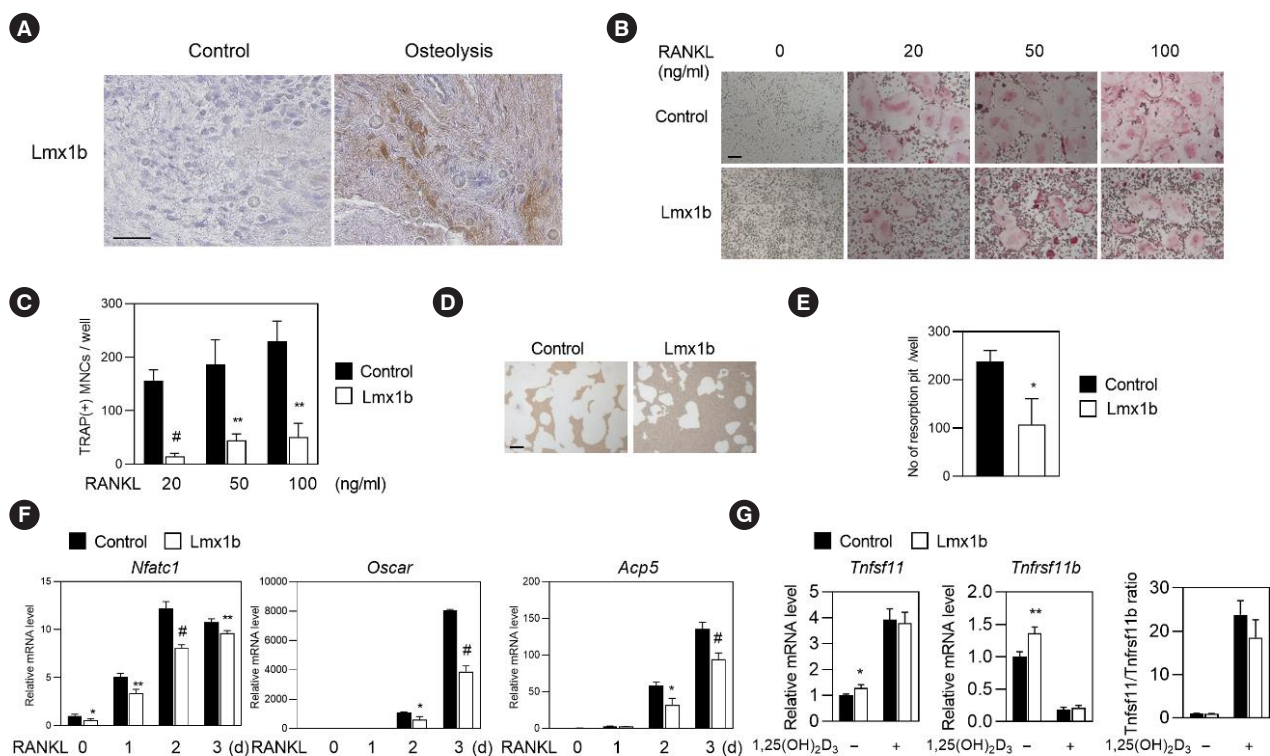 A
Control
Osteolysis
Lmx1b
B
RANKL
(ng/ml)
0
20
50
100
Control
Lmx1b
C
TRAP(+) MNCs / well
300
200
100
0
**
**
#
Control
Lmx1b
RANKL 20 50 100 (ng/ml)
D
Control
Lmx1b
E
No of resorption pit /well
300
200
100
0
*
Control
Lmx1b
F
Control
Lmx1b
Nfatc1
Relative mRNA level
15
10
5
0
*
**
#
**
RANKL 0 1 2 3 (d)
Oscar
Relative mRNA level
10000
8000
6000
4000
2000
0
*
#
RANKL 0 1 2 3 (d)
Acp5
Relative mRNA level
200
150
100
50
0
*
#
RANKL 0 1 2 3 (d)
G
Control
Lmx1b
Tnfsf11
Relative mRNA level
5
4
3
2
1
0
*
1,25(OH)₂D₃ − +
Tnfrsf11b
Relative mRNA level
2.0
1.5
1.0
0.5
0.0
**
1,25(OH)₂D₃ − +
Tnfsf11/Tnfrsf11b ratio
30
20
10
0
1,25(OH)₂D₃ − +